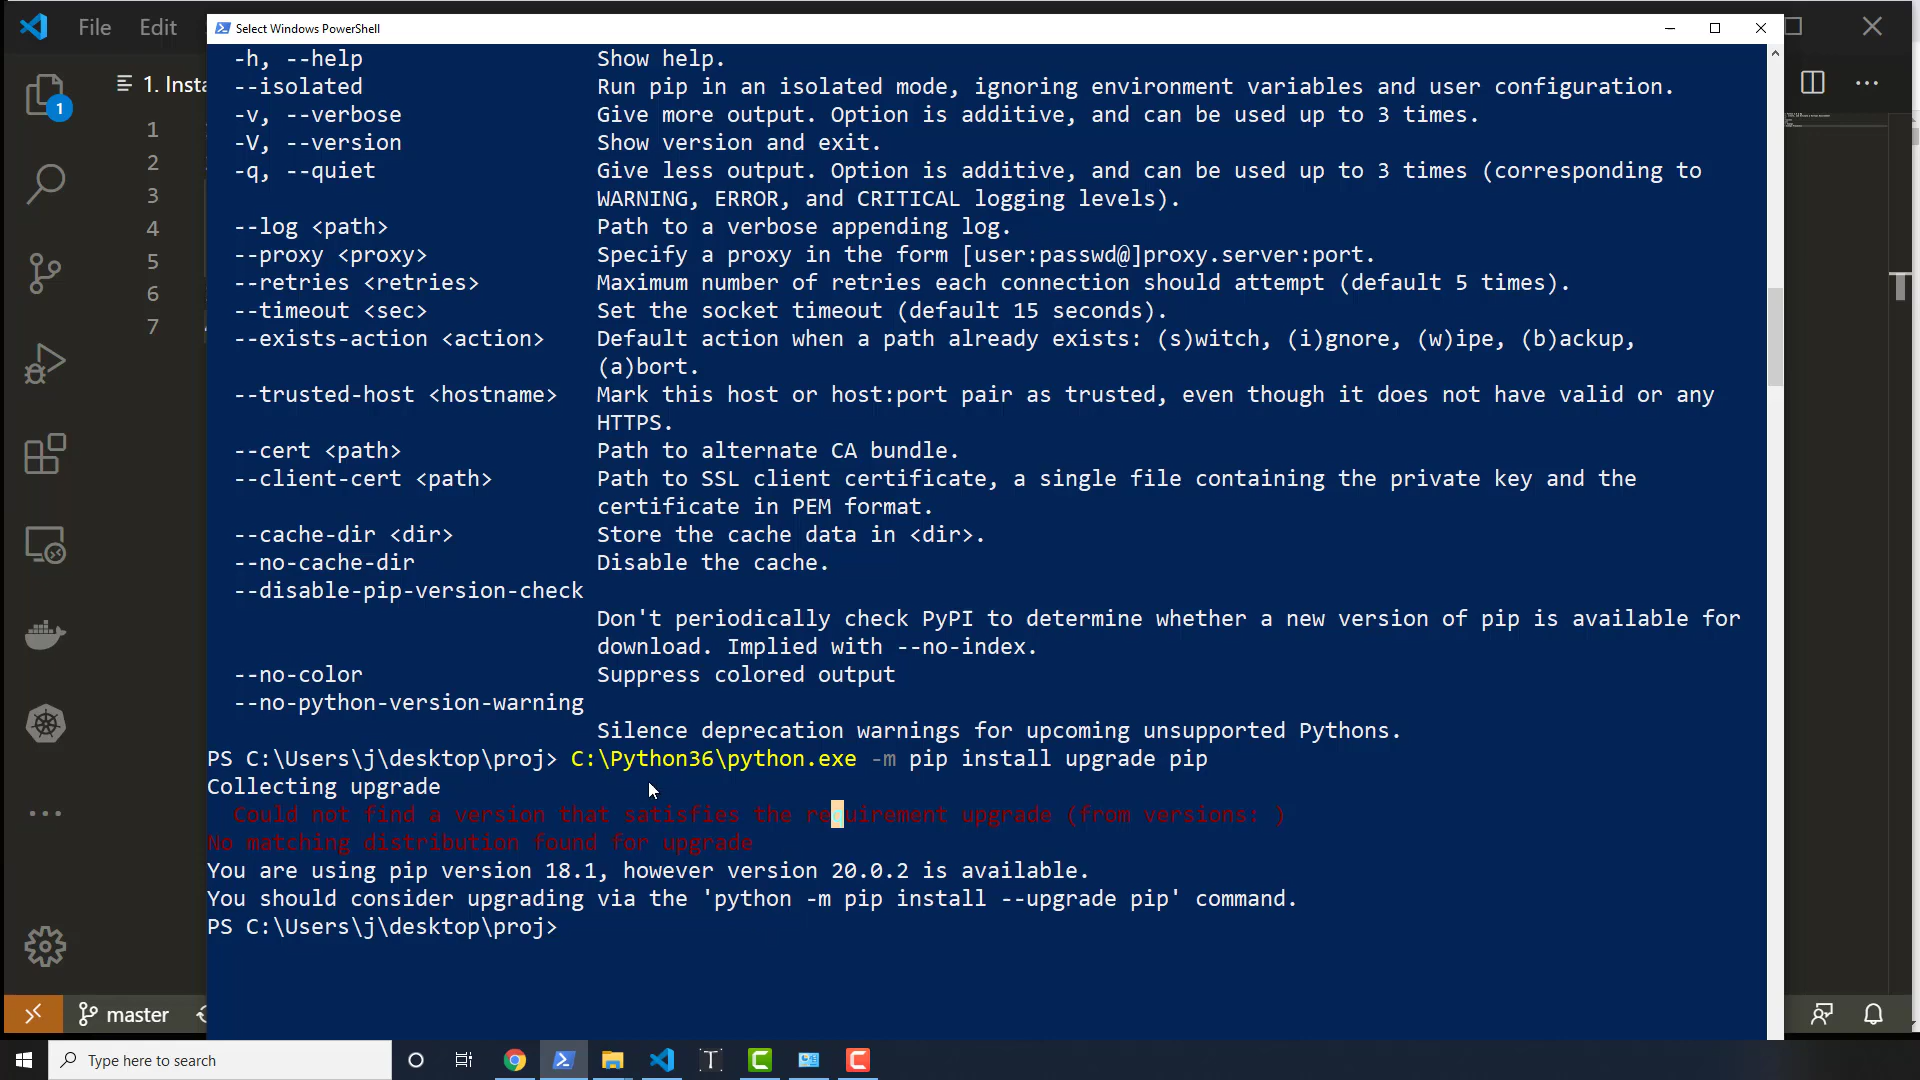 File Edit
Select Windows PowerShell
1. Insta
1
1
2
3
4
5
6
7
-h, --help Show help.
--isolated Run pip in an isolated mode, ignoring environment variables and user configuration.
-v, --verbose Give more output. Option is additive, and can be used up to 3 times.
-V, --version Show version and exit.
-q, --quiet Give less output. Option is additive, and can be used up to 3 times (corresponding to
WARNING, ERROR, and CRITICAL logging levels).
--log <path> Path to a verbose appending log.
--proxy <proxy> Specify a proxy in the form [user:passwd@]proxy.server:port.
--retries <retries> Maximum number of retries each connection should attempt (default 5 times).
--timeout <sec> Set the socket timeout (default 15 seconds).
--exists-action <action> Default action when a path already exists: (s)witch, (i)gnore, (w)ipe, (b)ackup,
(a)bort.
--trusted-host <hostname> Mark this host or host:port pair as trusted, even though it does not have valid or any
HTTPS.
--cert <path> Path to alternate CA bundle.
--client-cert <path> Path to SSL client certificate, a single file containing the private key and the
certificate in PEM format.
--cache-dir <dir> Store the cache data in <dir>.
--no-cache-dir Disable the cache.
--disable-pip-version-check
Don't periodically check PyPI to determine whether a new version of pip is available for
download. Implied with --no-index.
--no-color Suppress colored output
--no-python-version-warning
Silence deprecation warnings for upcoming unsupported Pythons.
PS C:\Users\j\desktop\proj> C:\Python36\python.exe -m pip install upgrade pip
Collecting upgrade
Could not find a version that satisfies the requirement upgrade (from versions: )
No matching distribution found for upgrade
You are using pip version 18.1, however version 20.0.2 is available.
You should consider upgrading via the 'python -m pip install --upgrade pip' command.
PS C:\Users\j\desktop\proj>
master
Type here to search